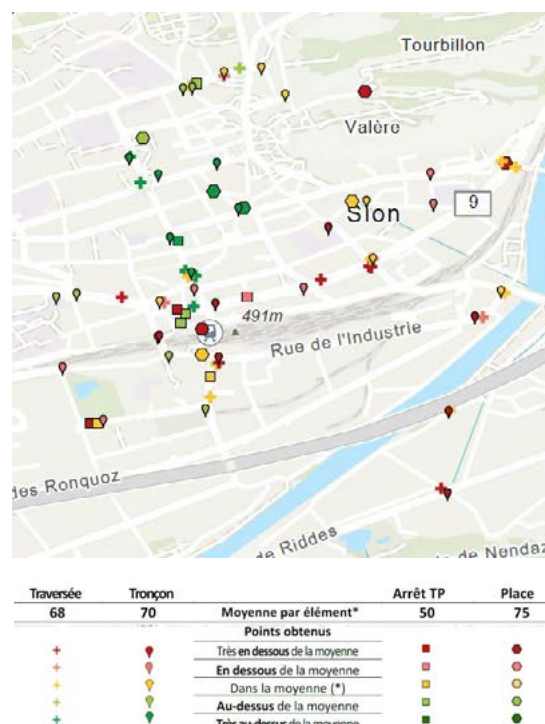 Tourbillon
Valère
Sion
9
491m
Rue de l'Industrie
des Ronquoz
de Riddes
de Nendaz
Traversée Tronçon Arrêt TP Place
68 70 Moyenne par élément* 50 75
Points obtenus
Très en dessous de la moyenne
En dessous de la moyenne
Dans la moyenne (*)
Au-dessus de la moyenne
Très au-dessus de la moyenne